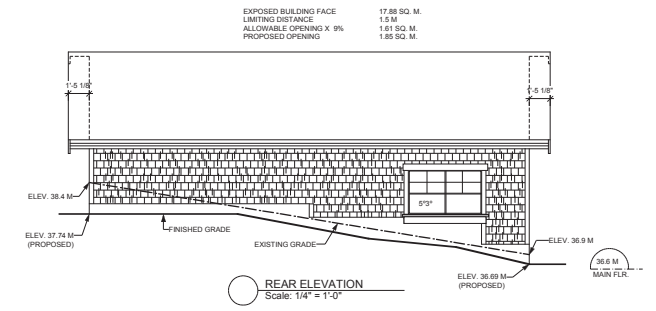 EXPOSED BUILDING FACE 17.88 SQ. M.
LIMITING DISTANCE 1.5 M
ALLOWABLE OPENING X 9% 1.61 SQ. M.
PROPOSED OPENING 1.85 SQ. M.
1'-5 1/8"
1'-5 1/8"
ELEV. 38.4 M
5'3"
ELEV. 37.74 M
(PROPOSED)
FINISHED GRADE
EXISTING GRADE
ELEV. 36.9 M
ELEV. 36.69 M
(PROPOSED)
36.6 M
MAIN FLR.
REAR ELEVATION
Scale: 1/4" = 1'-0"